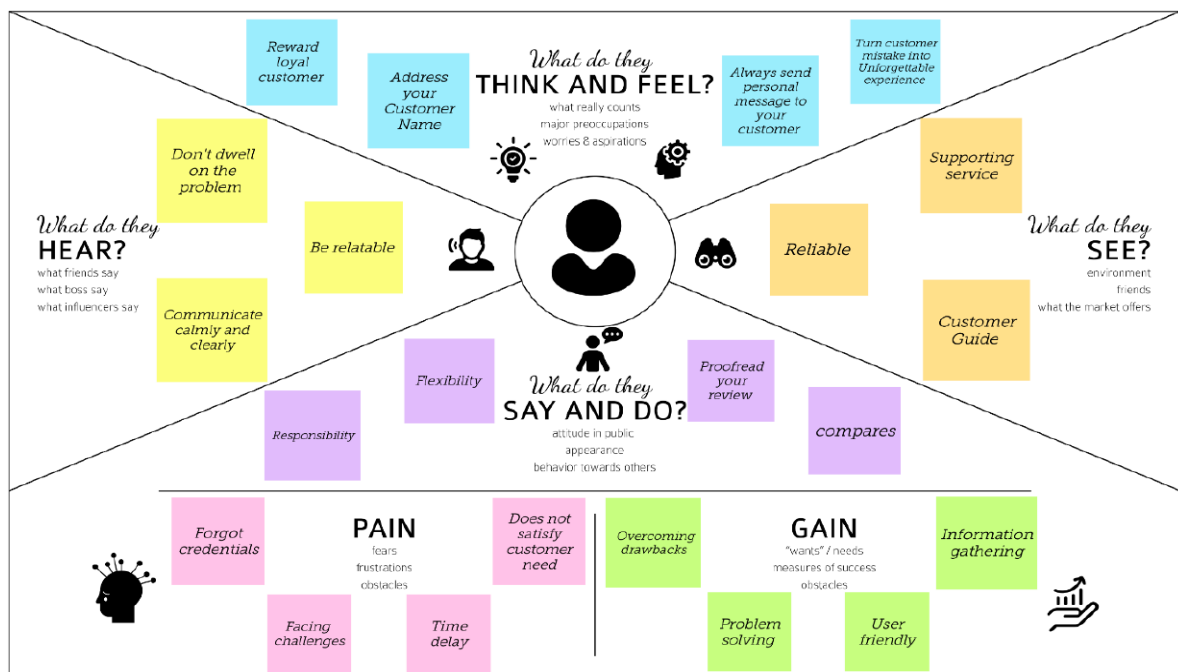 Reward
loyal
customer
Address
your
Customer
Name
What do they
THINK AND FEEL?
what really counts
major preoccupations
worries & aspirations
Always send
personal
message to
your
customer
Turn customer
mistake into
Unforgettable
experience
Don't dwell
on the
problem
Be relatable
What do they
HEAR?
what friends say
what boss say
what influencers say
Communicate
calmly and
clearly
Supporting
service
Reliable
What do they
SEE?
environment
friends
what the market offers
Customer
Guide
Flexibility
Responsibility
What do they
SAY AND DO?
attitude in public
appearance
behavior towards others
Proofread
your
review
compares
Forgot
credentials
PAIN
fears
frustrations
obstacles
Does not
satisfy
customer
need
Facing
challenges
Time
delay
Overcoming
drawbacks
GAIN
"wants" / needs
measures of success
obstacles
Information
gathering
Problem
solving
User
friendly